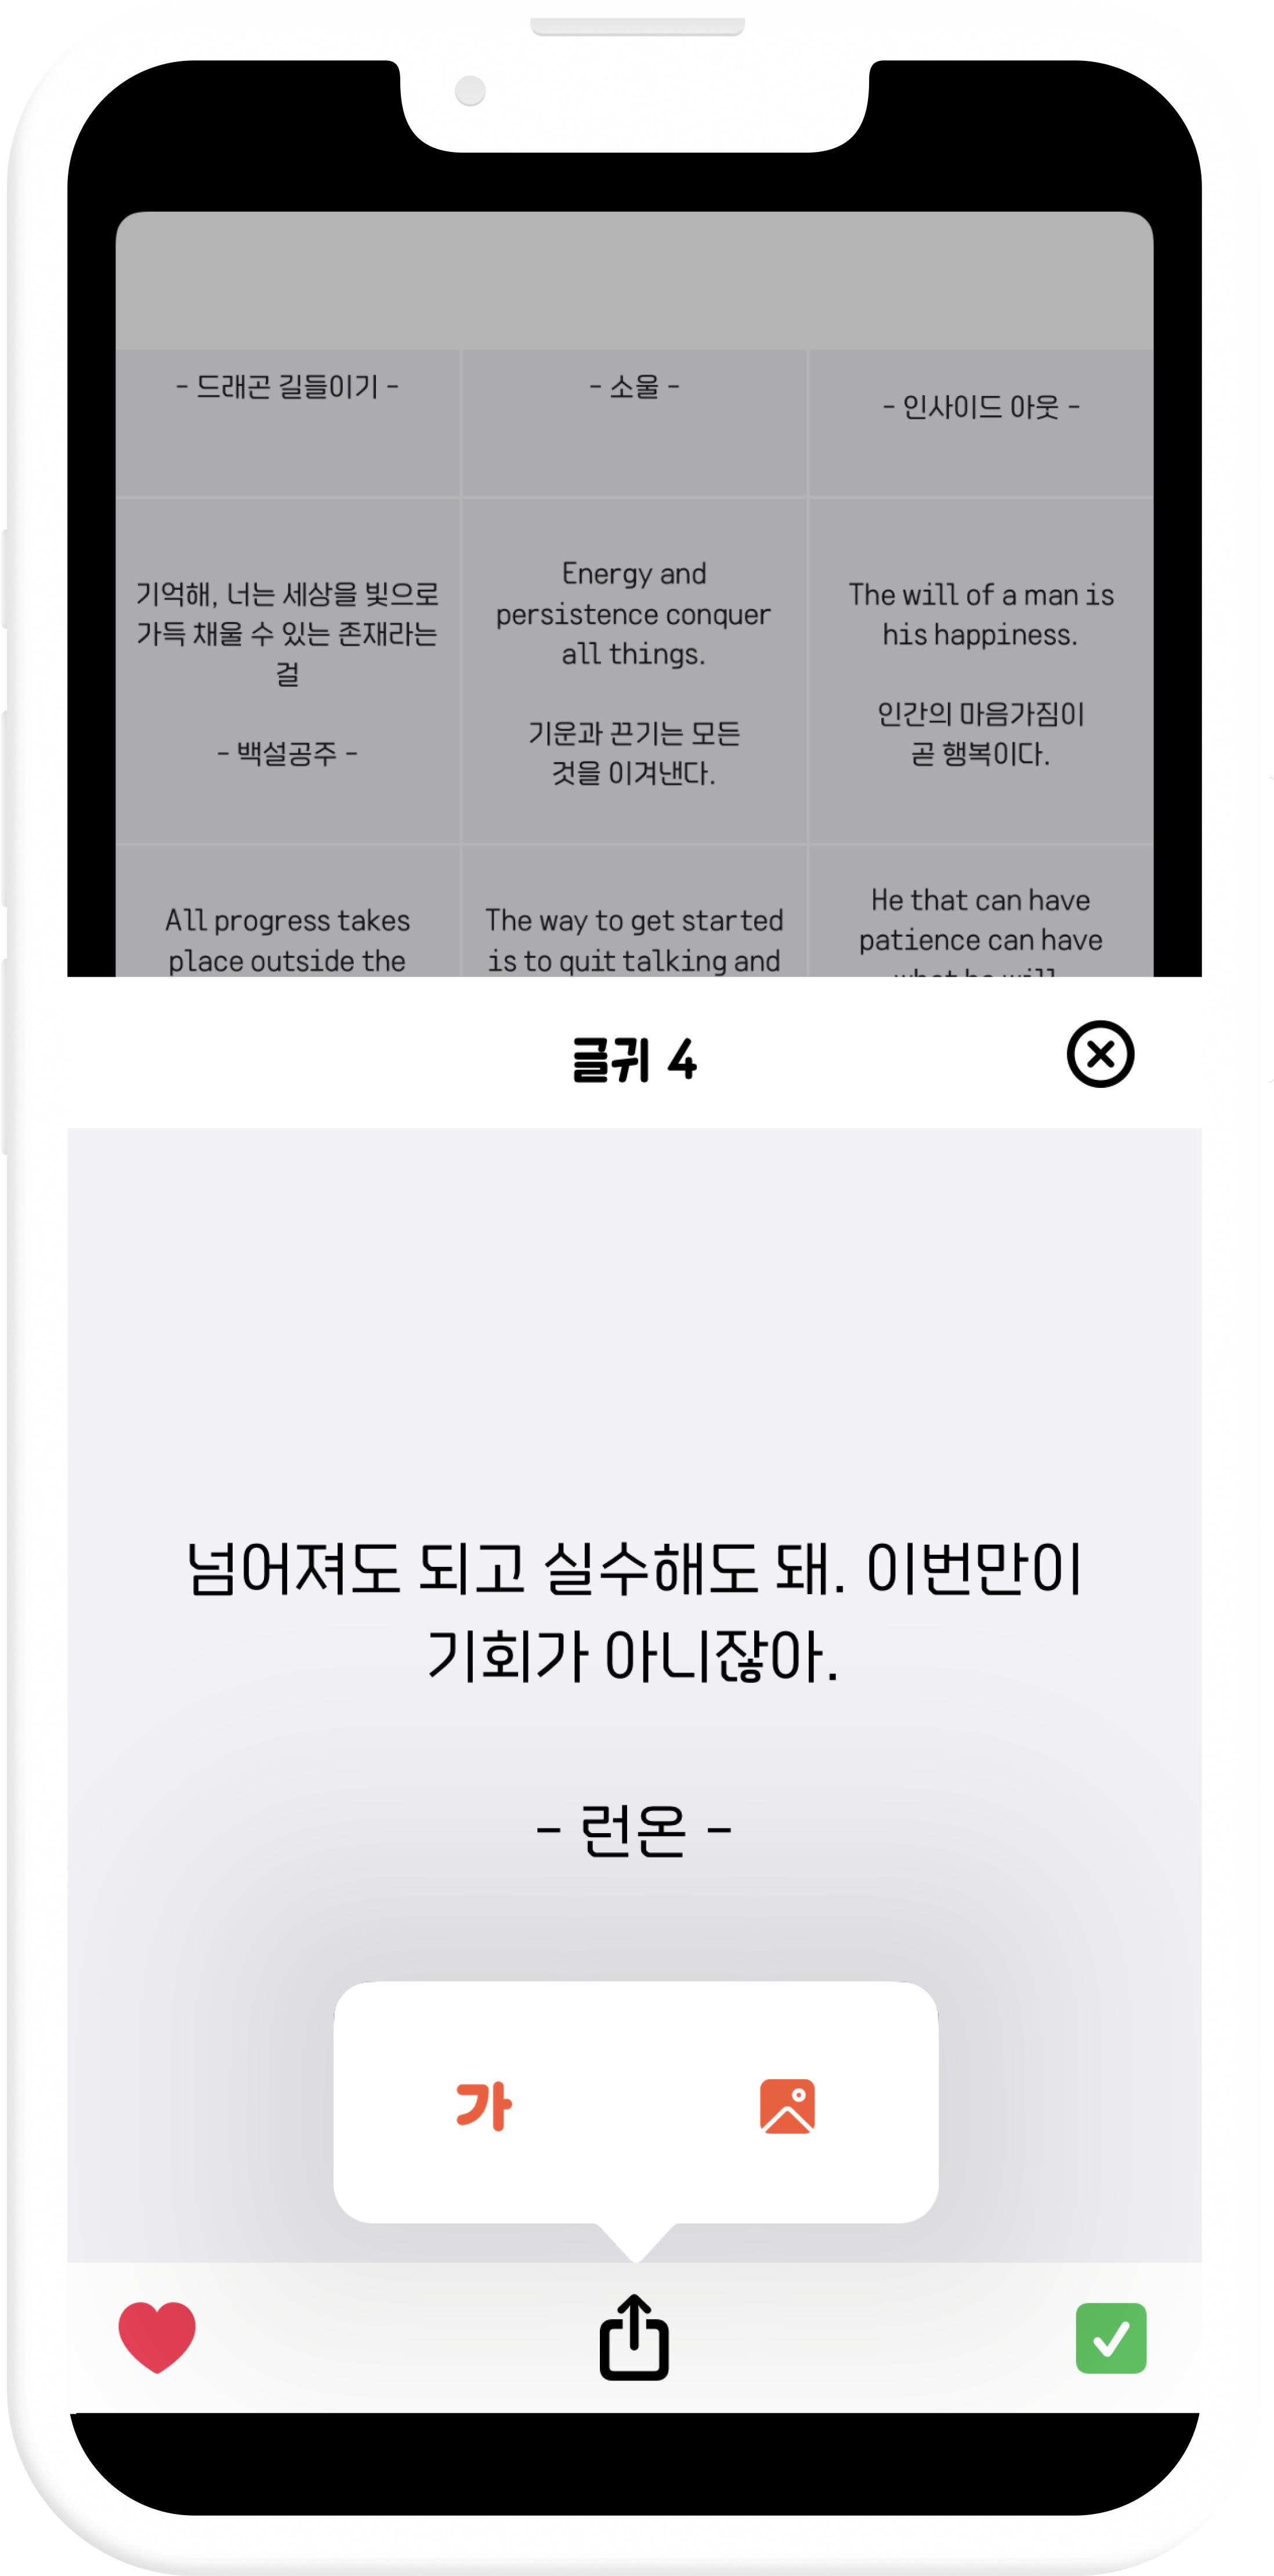 - 드래곤 길들이기 -
- 소울 -
- 인사이드 아웃 -
기억해, 너는 세상을 빛으로
가득 채울 수 있는 존재라는
걸
- 백설공주 -
Energy and
persistence conquer
all things.
기운과 끈기는 모든
것을 이겨낸다.
The will of a man is
his happiness.
인간의 마음가짐이
곧 행복이다.
All progress takes
place outside the
The way to get started
is to quit talking and
He that can have
patience can have
what he will.
글귀 4
넘어져도 되고 실수해도 돼. 이번만이
기회가 아니잖아.
- 런온 -
가